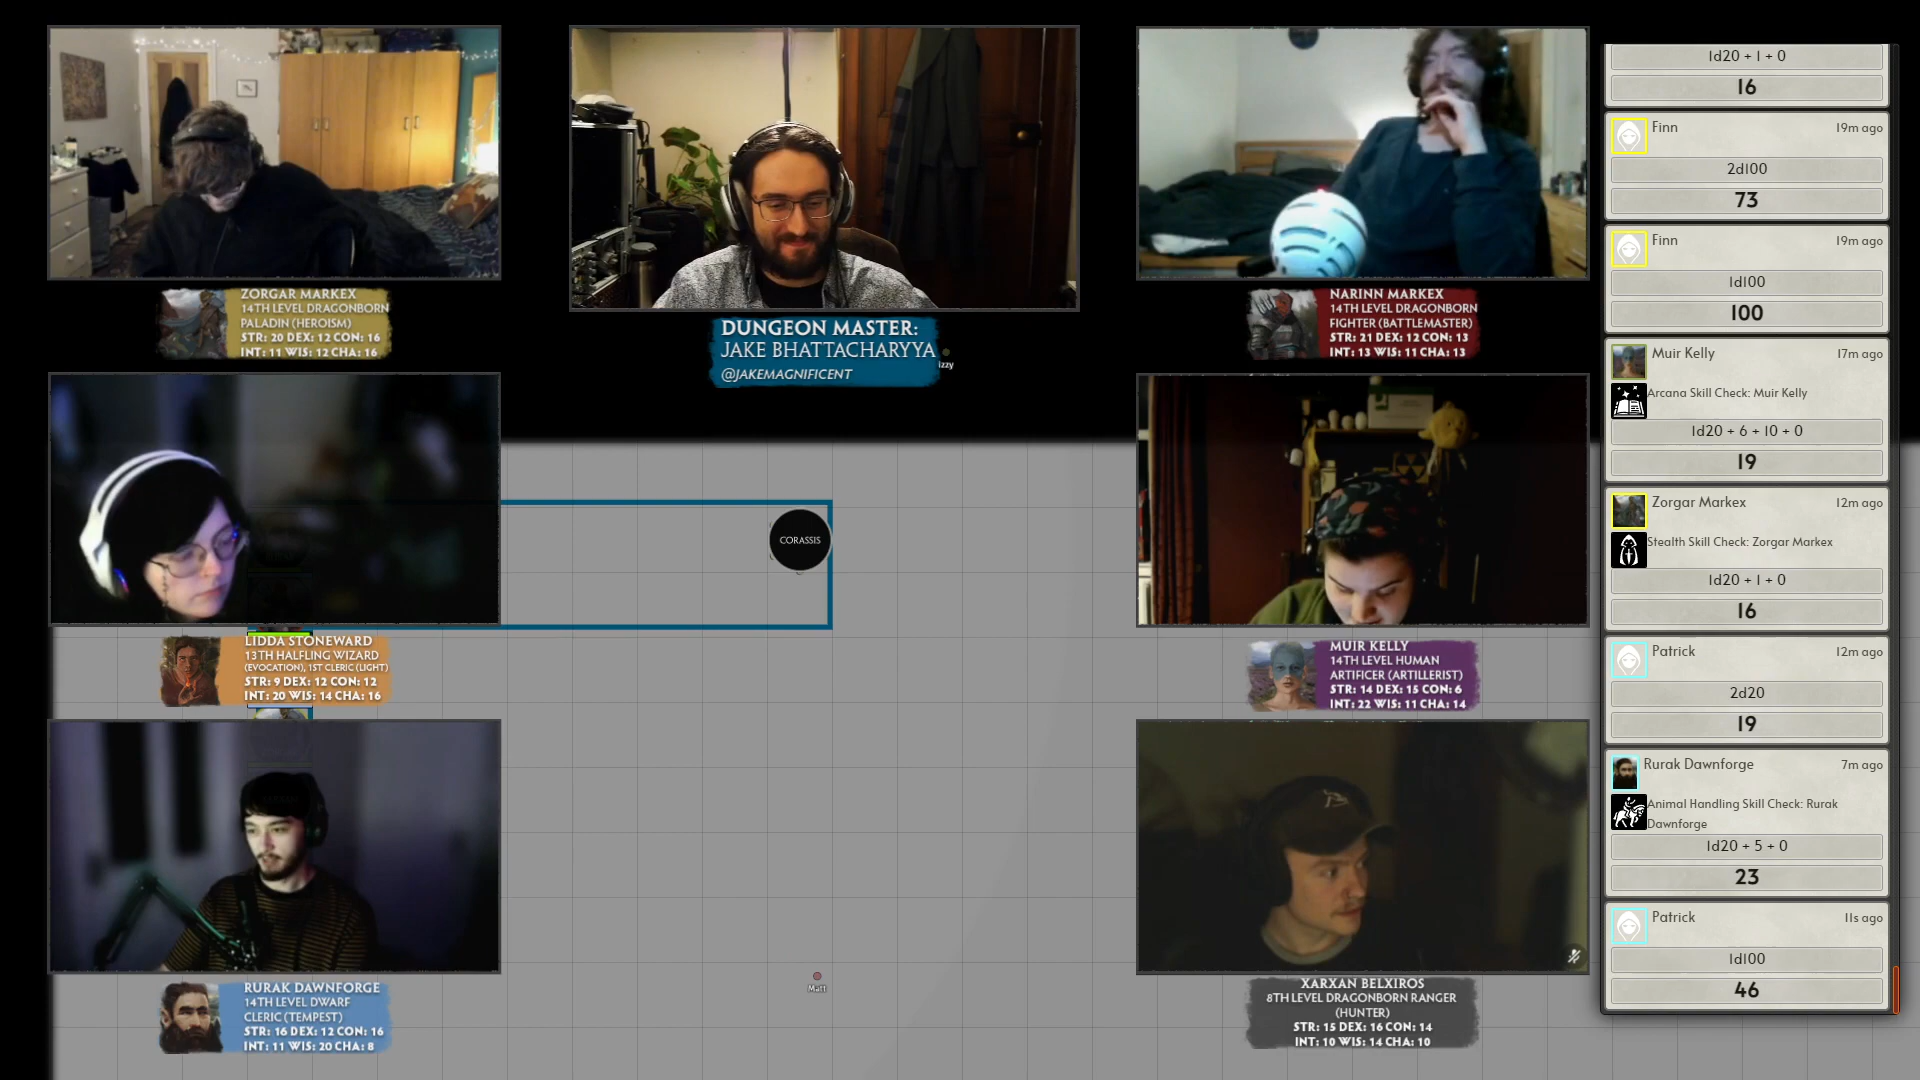 ZORGAR MARKEX
14TH LEVEL DRAGONBORN
PALADIN (HEROISM)
STR: 20 DEX: 12 CON: 16
INT: 11 WIS: 12 CHA: 16
DUNGEON MASTER:
JAKE BHATTACHARYYA
@JAKEMAGNIFICENT
izzy
NARINN MARKEX
14TH LEVEL DRAGONBORN
FIGHTER (BATTLEMASTER)
STR: 21 DEX: 12 CON: 13
INT: 13 WIS: 11 CHA: 13
CORASSIS
LIDDA STONEWARD
13TH HALFLING WIZARD
(EVOCATION), 1ST CLERIC (LIGHT)
STR: 9 DEX: 12 CON: 12
INT: 20 WIS: 14 CHA: 16
MUIR KELLY
14TH LEVEL HUMAN
ARTIFICER (ARTILLERIST)
STR: 14 DEX: 15 CON: 6
INT: 22 WIS: 11 CHA: 14
Matt
RURAK DAWNFORGE
14TH LEVEL DWARF
CLERIC (TEMPEST)
STR: 16 DEX: 12 CON: 16
INT: 11 WIS: 20 CHA: 8
XARXAN BELXIROS
8TH LEVEL DRAGONBORN RANGER
(HUNTER)
STR: 15 DEX: 16 CON: 14
INT: 10 WIS: 14 CHA: 10
1d20 + 1 + 0
16
Finn 19m ago
2d100
73
Finn 19m ago
1d100
100
Muir Kelly 17m ago
Arcana Skill Check: Muir Kelly
1d20 + 6 + 10 + 0
19
Zorgar Markex 12m ago
Stealth Skill Check: Zorgar Markex
1d20 + 1 + 0
16
Patrick 12m ago
2d20
19
Rurak Dawnforge 7m ago
Animal Handling Skill Check: Rurak
Dawnforge
1d20 + 5 + 0
23
Patrick 11s ago
1d100
46